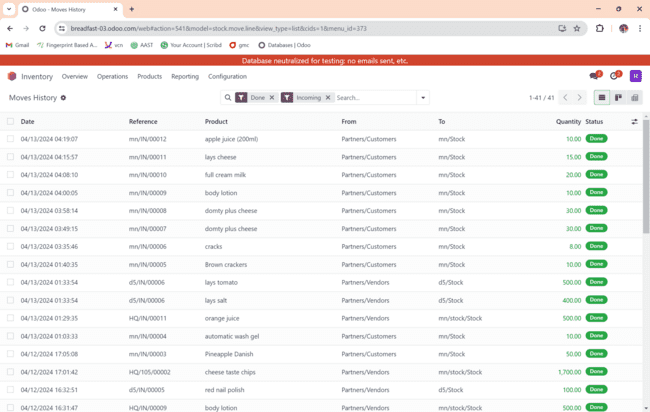 Odoo - Moves History
breadfast-03.odoo.com/web#action=541&model=stock.move.line&view_type=list&cids=1&menu_id=373
Gmail Fingerprint Based A... vcn AAST Your Account | Scribd gmc Databases | Odoo
Database neutralized for testing: no emails sent, etc.
Inventory Overview Operations Products Reporting Configuration R
Moves History Done Incoming Search... 1-41 / 41
Date Reference Product From To Quantity Status
04/13/2024 04:19:07 mn/IN/00012 apple juice (200ml) Partners/Customers mn/Stock 10.00 Done
04/13/2024 04:15:57 mn/IN/00011 lays cheese Partners/Customers mn/Stock 15.00 Done
04/13/2024 04:08:10 mn/IN/00010 full cream milk Partners/Customers mn/Stock 20.00 Done
04/13/2024 04:00:05 mn/IN/00009 body lotion Partners/Customers mn/Stock 10.00 Done
04/13/2024 03:58:14 mn/IN/00008 domty plus cheese Partners/Customers mn/Stock 30.00 Done
04/13/2024 03:49:15 mn/IN/00007 domty plus cheese Partners/Customers mn/Stock 30.00 Done
04/13/2024 03:35:46 mn/IN/00006 cracks Partners/Customers mn/Stock 8.00 Done
04/13/2024 01:40:35 mn/IN/00005 Brown crackers Partners/Customers mn/Stock 10.00 Done
04/13/2024 01:33:54 d5/IN/00006 lays tomato Partners/Vendors d5/Stock 500.00 Done
04/13/2024 01:33:54 d5/IN/00006 lays salt Partners/Vendors d5/Stock 400.00 Done
04/13/2024 01:29:35 HQ/IN/00011 orange juice Partners/Vendors mn/stock/Stock 500.00 Done
04/13/2024 01:03:33 mn/IN/00004 automatic wash gel Partners/Customers mn/Stock 10.00 Done
04/12/2024 17:05:08 mn/IN/00003 Pineapple Danish Partners/Customers mn/Stock 50.00 Done
04/12/2024 17:01:42 HQ/105/00002 cheese taste chips Partners/Vendors mn/stock/Stock 1,700.00 Done
04/12/2024 16:32:51 d5/IN/00005 red nail polish Partners/Vendors d5/Stock 100.00 Done
04/12/2024 16:31:47 HQ/IN/00009 body lotion Partners/Vendors mn/stock/Stock 500.00 Done